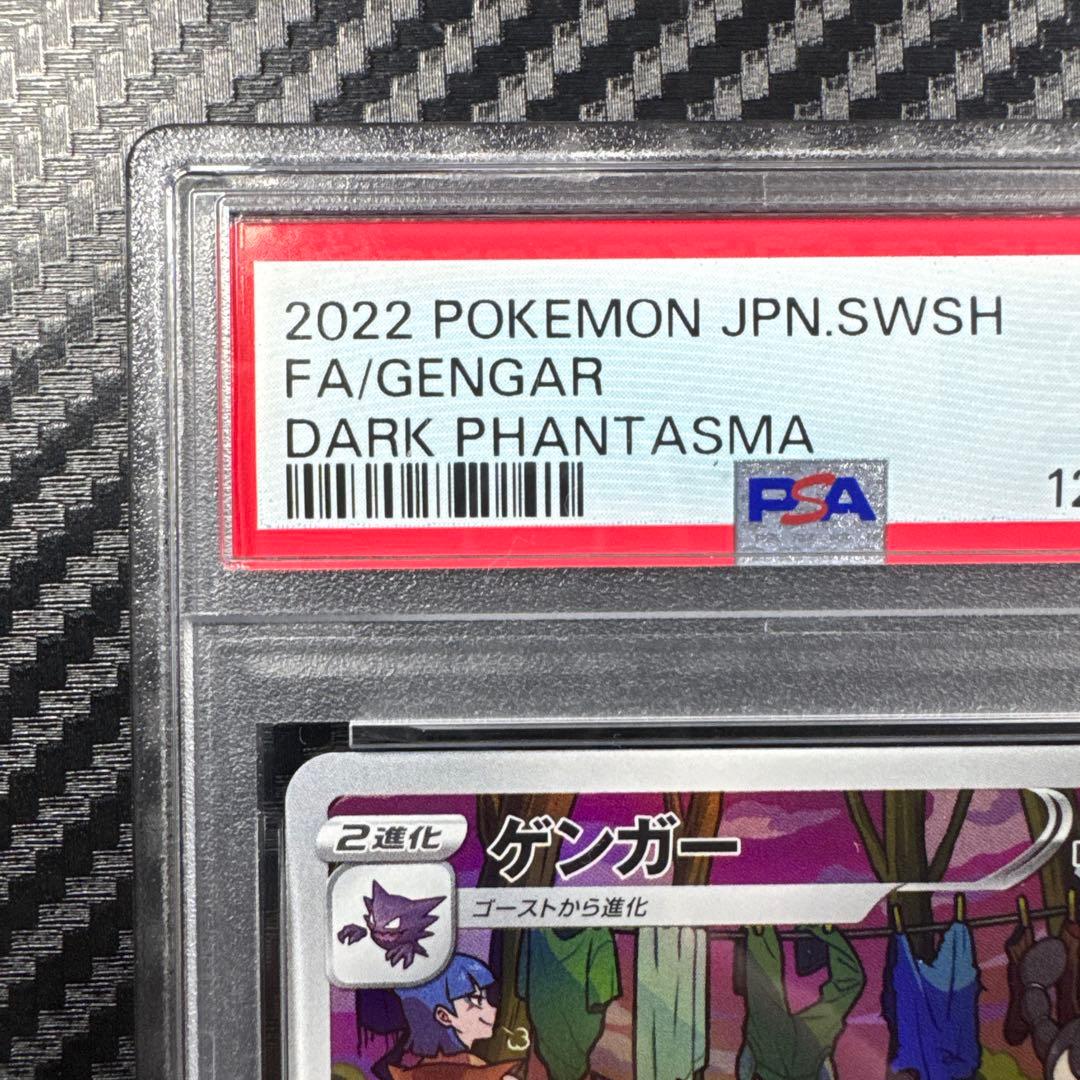 2022 POKEMON JPN.SWSH
FA/GENGAR
DARK PHANTASMA
PSA
12
2進化
ゲンガー
ゴーストから進化